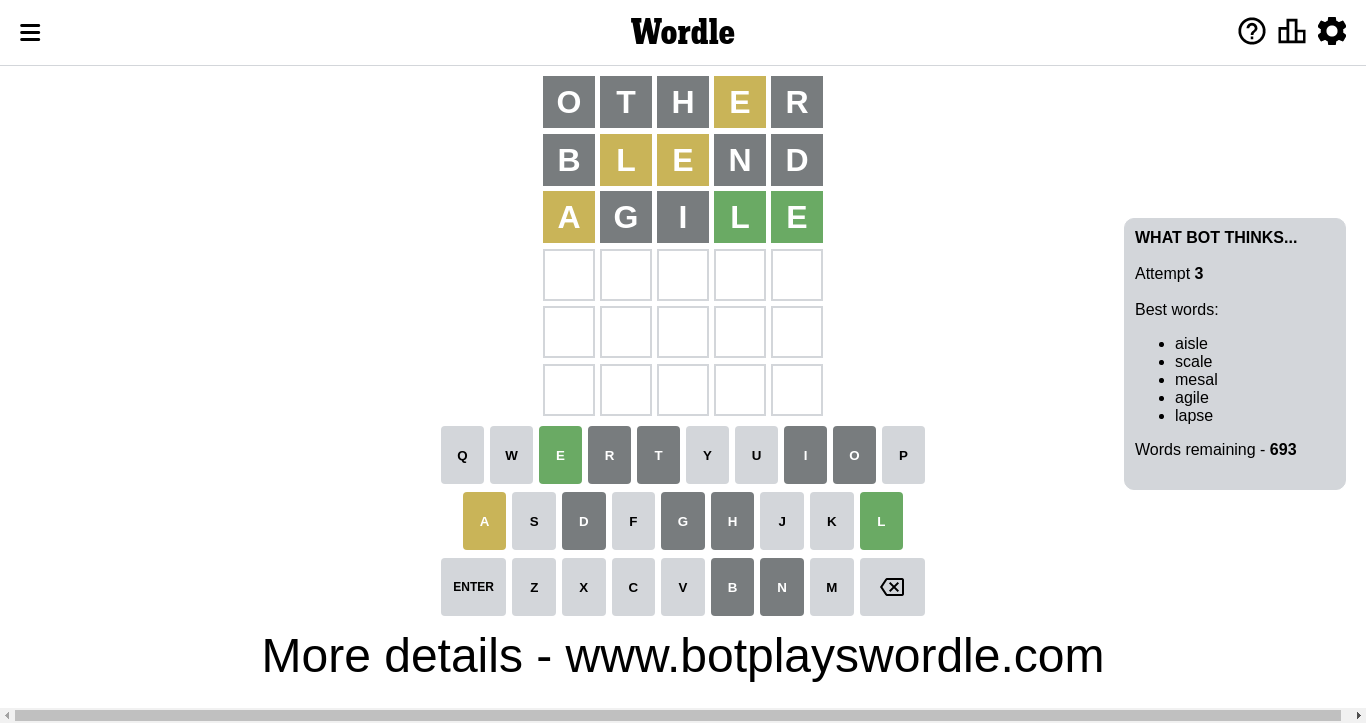 Wordle
O T H E R
B L E N D
A G I L E
WHAT BOT THINKS...
Attempt 3
Best words:
• aisle
• scale
• mesal
• agile
• lapse
Words remaining - 693
Q W E R T Y U I O P
A S D F G H J K L
ENTER Z X C V B N M
More details - www.botplayswordle.com